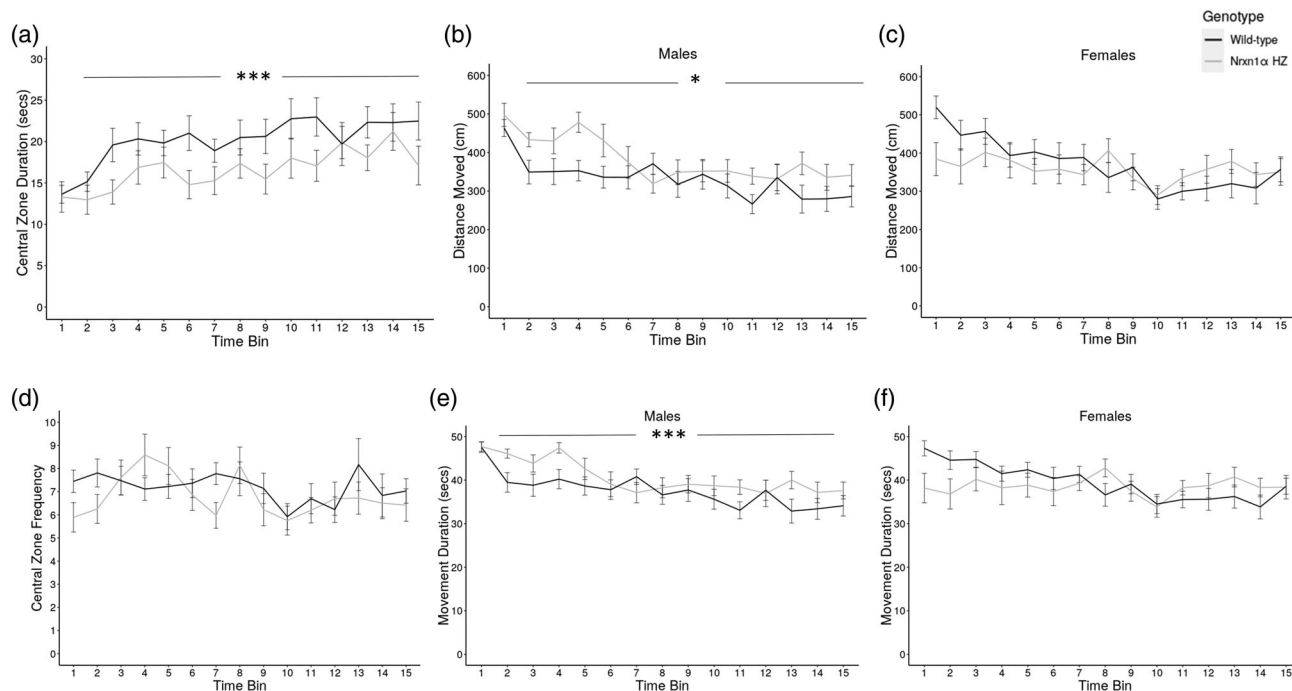 (a)
Central Zone Duration (secs)
30
25
20
15
10
5
0
***
1 2 3 4 5 6 7 8 9 10 11 12 13 14 15
Time Bin
(b)
Males
Distance Moved (cm)
600
500
400
300
200
100
0
*
1 2 3 4 5 6 7 8 9 10 11 12 13 14 15
Time Bin
(c)
Females
Distance Moved (cm)
600
500
400
300
200
100
0
1 2 3 4 5 6 7 8 9 10 11 12 13 14 15
Time Bin
Genotype
Wild-type
Nrxn1α HZ
(d)
Central Zone Frequency
10
9
8
7
6
5
4
3
2
1
0
1 2 3 4 5 6 7 8 9 10 11 12 13 14 15
Time Bin
(e)
Males
Movement Duration (secs)
50
40
30
20
10
0
***
1 2 3 4 5 6 7 8 9 10 11 12 13 14 15
Time Bin
(f)
Females
Movement Duration (secs)
50
40
30
20
10
0
1 2 3 4 5 6 7 8 9 10 11 12 13 14 15
Time Bin